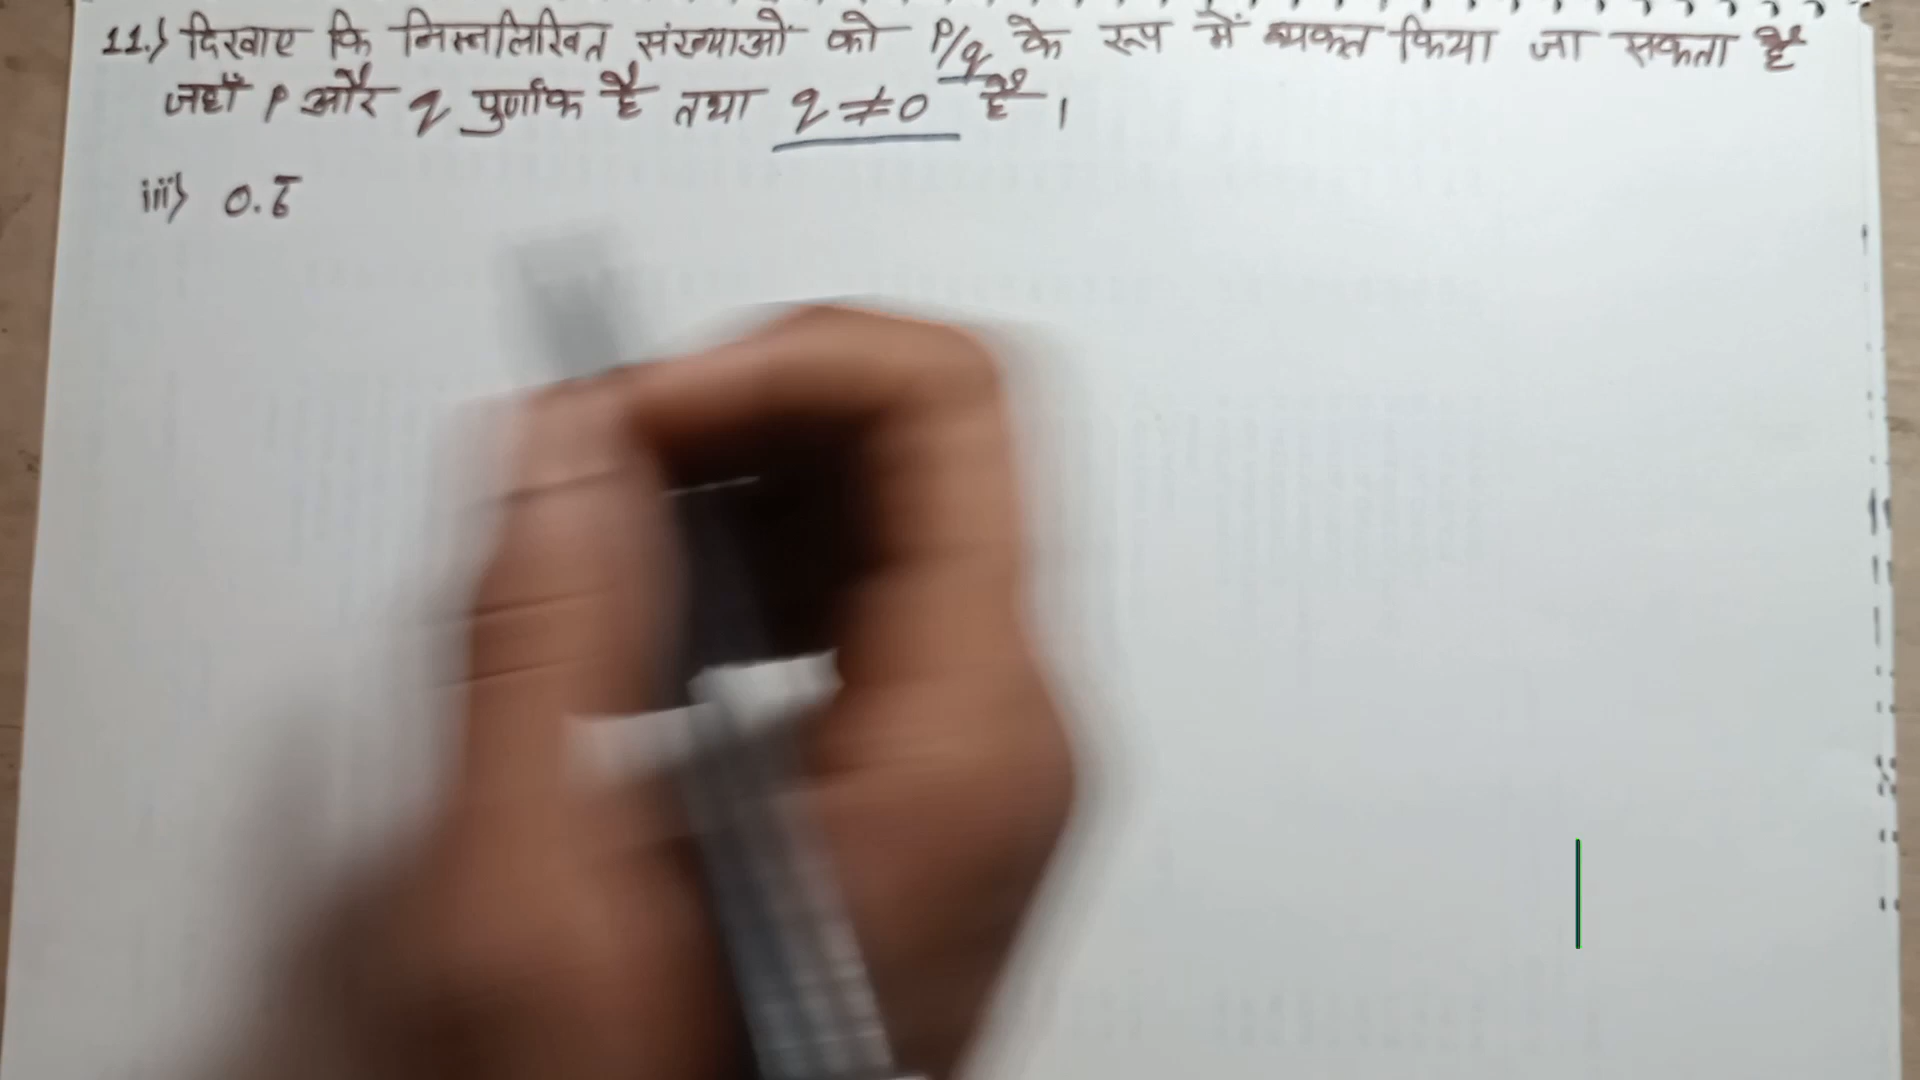 11.) दिखाए कि निम्नलिखित संख्याओं को P/q के रूप में व्यक्त किया जा सकता है
जहाँ P और q पुर्णांक है तथा q ≠ 0 है ।
iii) 0.6̅